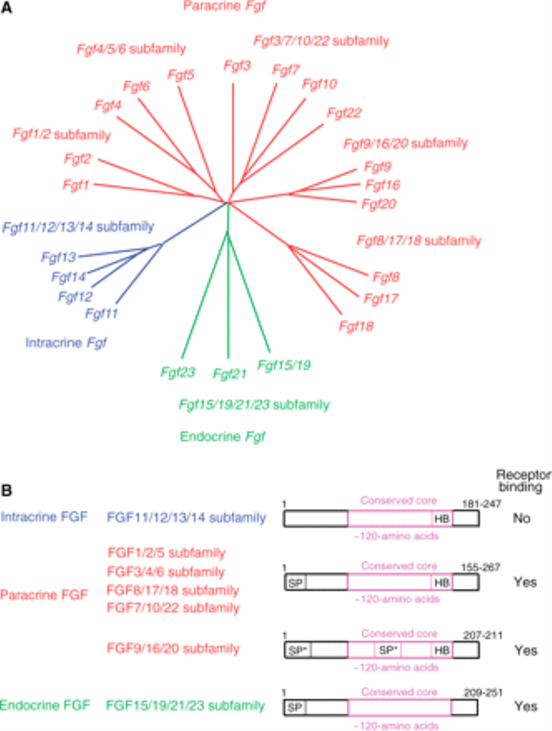 A
Paracrine Fgf
Fgf4/5/6 subfamily
Fgf3/7/10/22 subfamily
Fgf3
Fgf5
Fgf7
Fgf6
Fgf10
Fgf4
Fgf22
Fgf1/2 subfamily
Fgf9/16/20 subfamily
Fgf2
Fgf9
Fgf1
Fgf16
Fgf20
Fgf11/12/13/14 subfamily
Fgf8/17/18 subfamily
Fgf13
Fgf14
Fgf8
Fgf12
Fgf17
Fgf11
Fgf18
Intracrine Fgf
Fgf15/19
Fgf23
Fgf21
Fgf15/19/21/23 subfamily
Endocrine Fgf
B
Receptor
binding
Intracrine FGF
FGF11/12/13/14 subfamily
1
Conserved core
181-247
HB
No
~120-amino acids
Paracrine FGF
FGF1/2/5 subfamily
FGF3/4/6 subfamily
FGF8/17/18 subfamily
FGF7/10/22 subfamily
1
Conserved core
155-267
SP
HB
Yes
~120-amino acids
FGF9/16/20 subfamily
1
Conserved core
207-211
SP*
SP*
HB
Yes
~120-amino acids
Endocrine FGF
FGF15/19/21/23 subfamily
1
Conserved core
209-251
SP
Yes
~120-amino acids